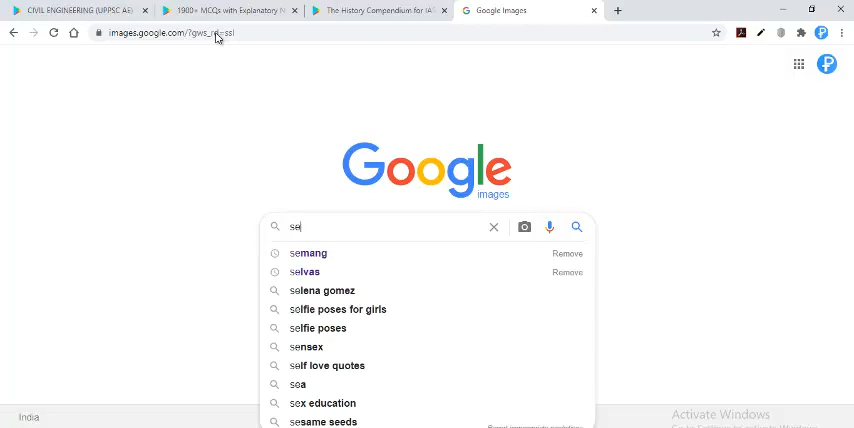 CIVIL ENGINEERING (UPPSC AE)
1900+ MCQs with Explanatory N
The History Compendium for IAS
Google Images
images.google.com/?gws_rd=ssl
Google
images
se
semang Remove
selvas Remove
selena gomez
selfie poses for girls
selfie poses
sensex
self love quotes
sea
sex education
sesame seeds
India
Activate Windows